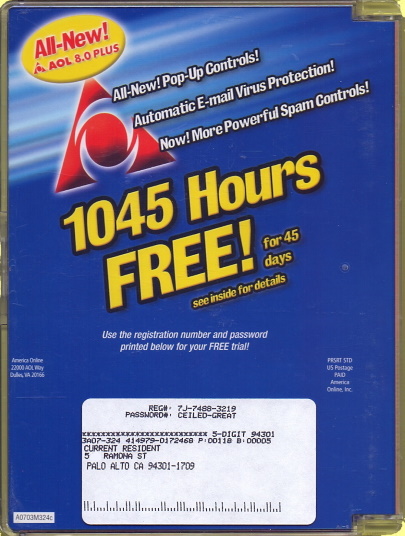 All-New!
AOL 8.0 PLUS
All-New! Pop-Up Controls!
Automatic E-mail Virus Protection!
Now! More Powerful Spam Controls!
1045 Hours
FREE! for 45 days
see inside for details
Use the registration number and password
printed below for your FREE trial!
America Online
22000 AOL Way
Dulles, VA 20166
PRSRT STD
US Postage
PAID
America
Online, Inc.
REG#: 7J-7488-3219
PASSWORD#: CEILED-GREAT
xxxxxxxxxxxxxxxxxxxxxxxxxx 5-DIGIT 94301
3A07-324 414979-0172468 P:00118 B:00005
CURRENT RESIDENT
5 RAMONA ST
PALO ALTO CA 94301-1709
A0703M324c